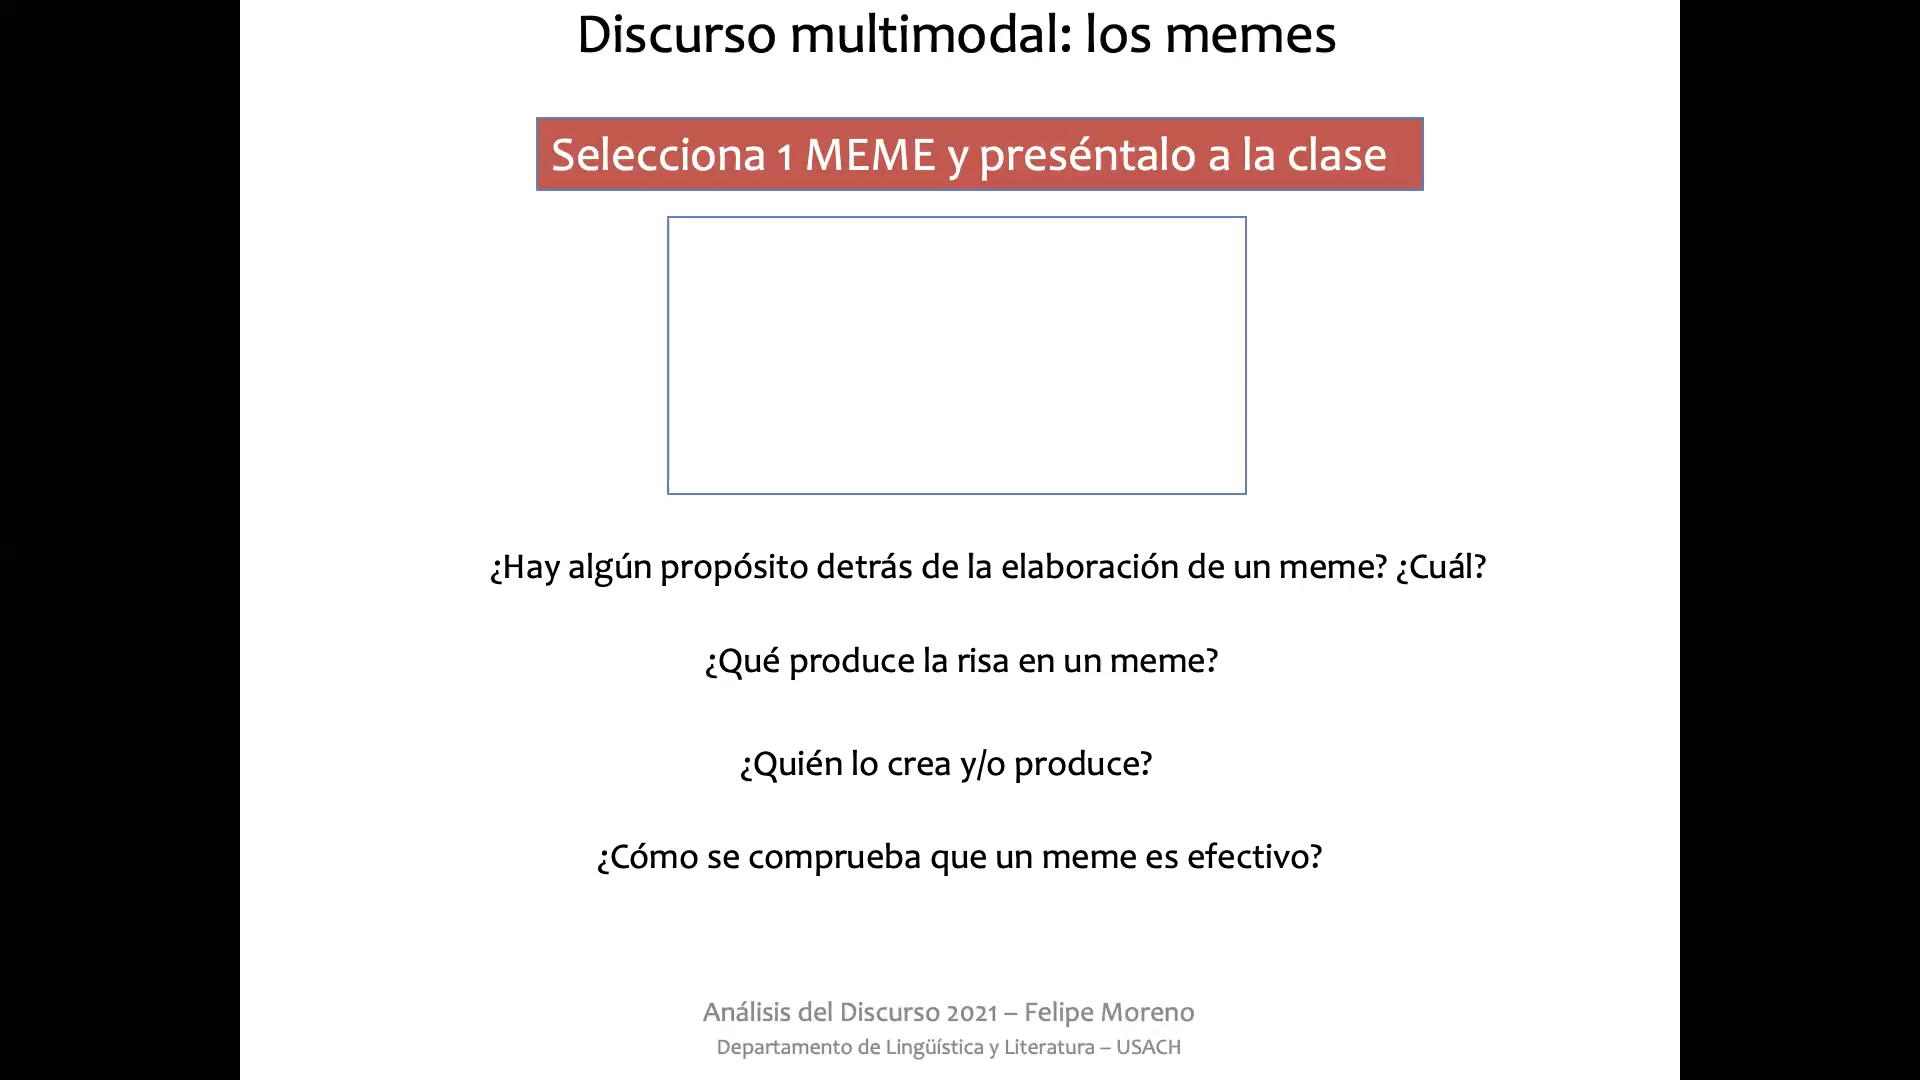 Discurso multimodal: los memes
Selecciona 1 MEME y preséntalo a la clase
¿Hay algún propósito detrás de la elaboración de un meme? ¿Cuál?
¿Qué produce la risa en un meme?
¿Quién lo crea y/o produce?
¿Cómo se comprueba que un meme es efectivo?
Análisis del Discurso 2021 – Felipe Moreno
Departamento de Lingüística y Literatura – USACH